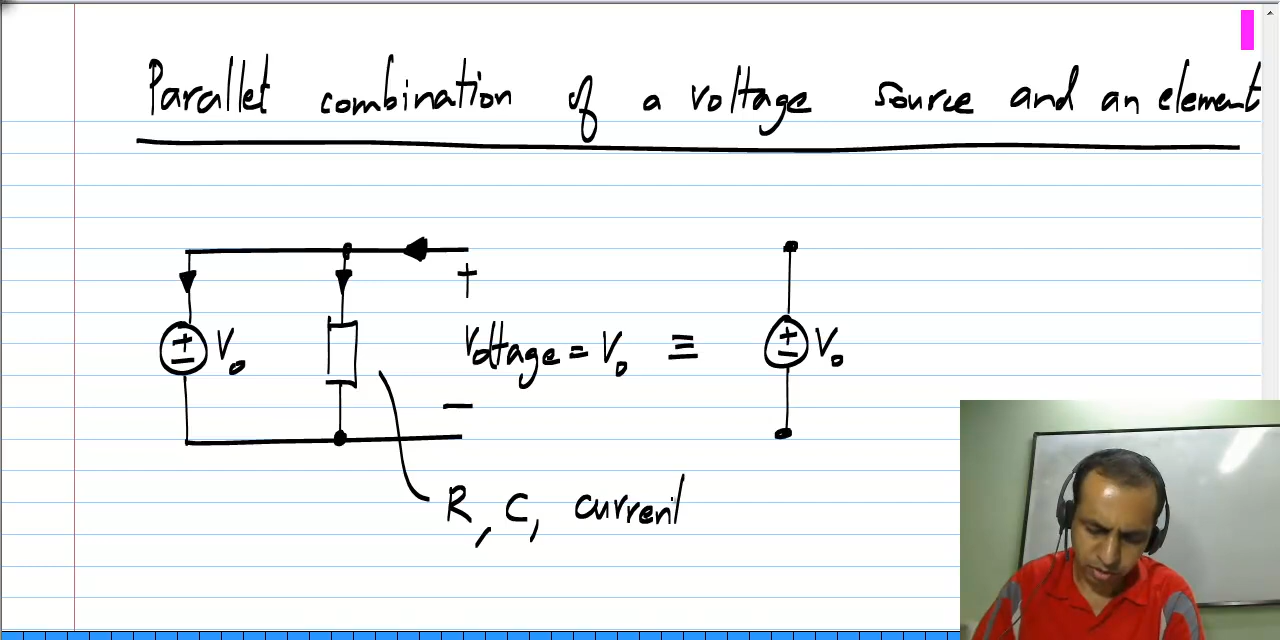 Parallel combination of a voltage source and an element
+
+
−
V₀
Voltage = V₀
≡
+
−
V₀
−
R, C, current